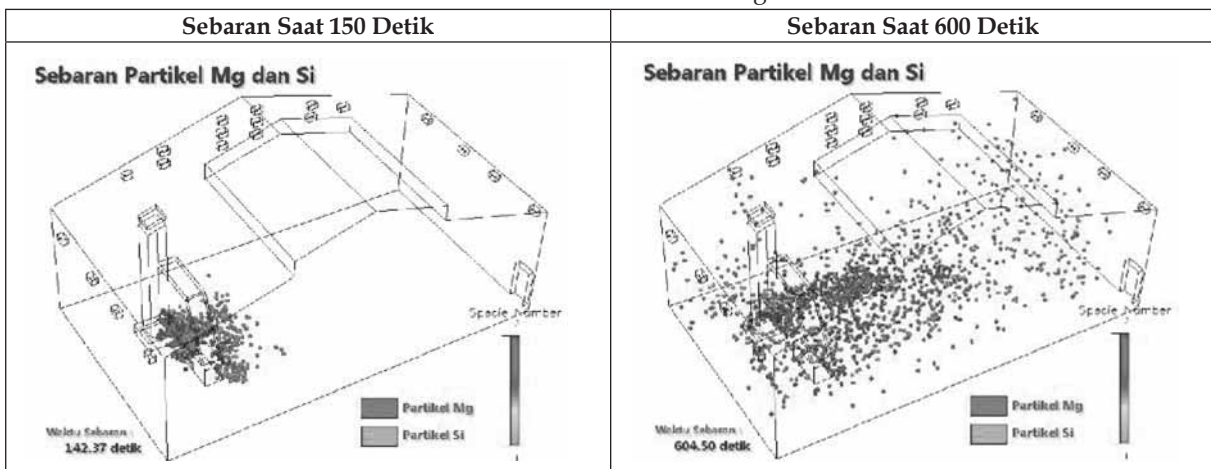 Sebaran Saat 150 Detik
Sebaran Saat 600 Detik
Sebaran Partikel Mg dan Si
Specie Number
Partikel Mg
Partikel Si
Waktu Sebaran :
142.37 detik
Sebaran Partikel Mg dan Si
Specie Number
Partikel Mg
Partikel Si
Waktu Sebaran :
604.50 detik